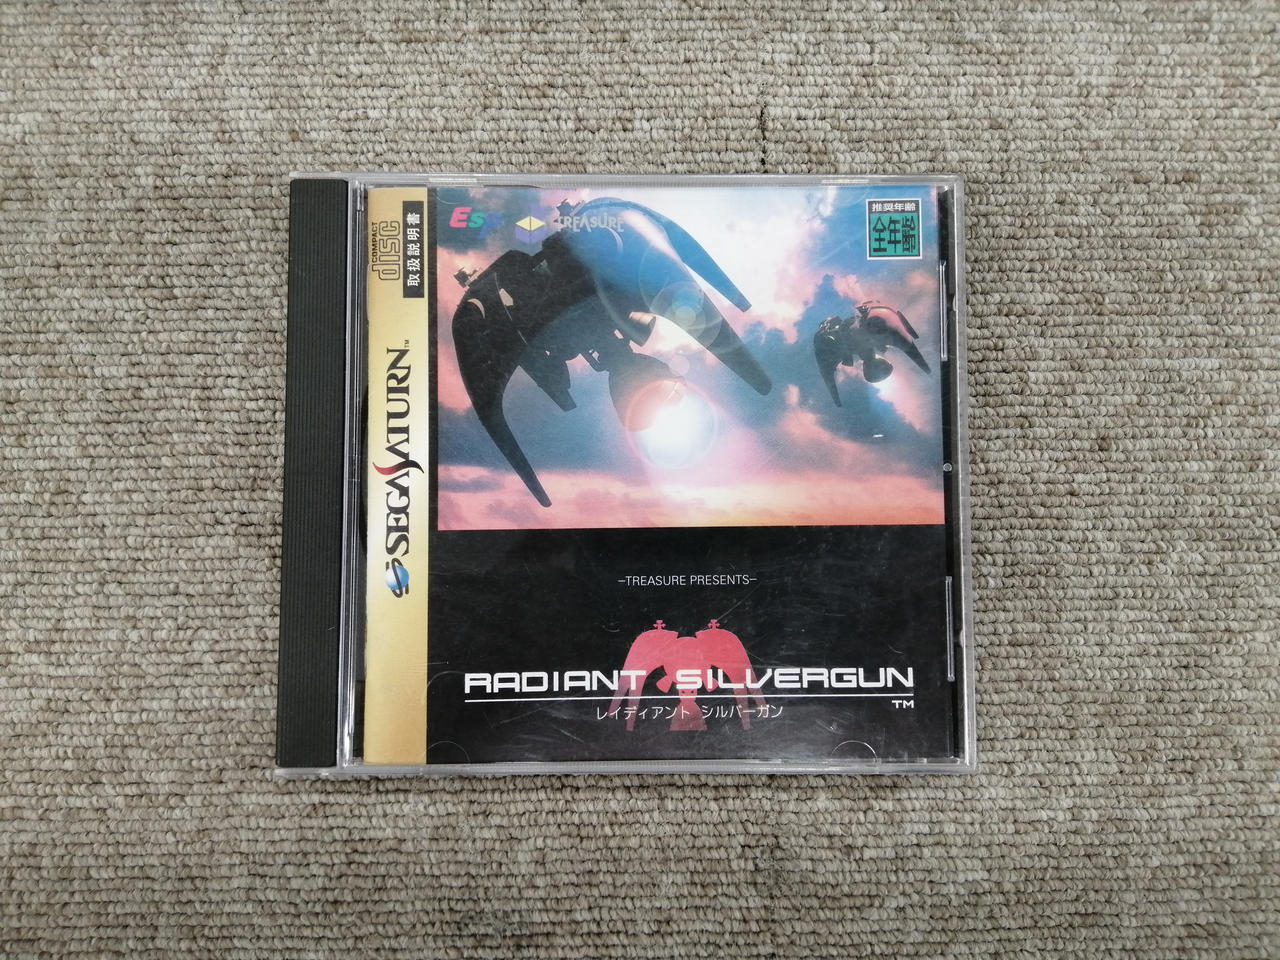 COMPACT
disc
取扱説明書
SEGA SATURN™
ESP
TREASURE
推奨年齢
全年齢
–TREASURE PRESENTS–
RADIANT SILVERGUN
TM
レイディアント シルバーガン